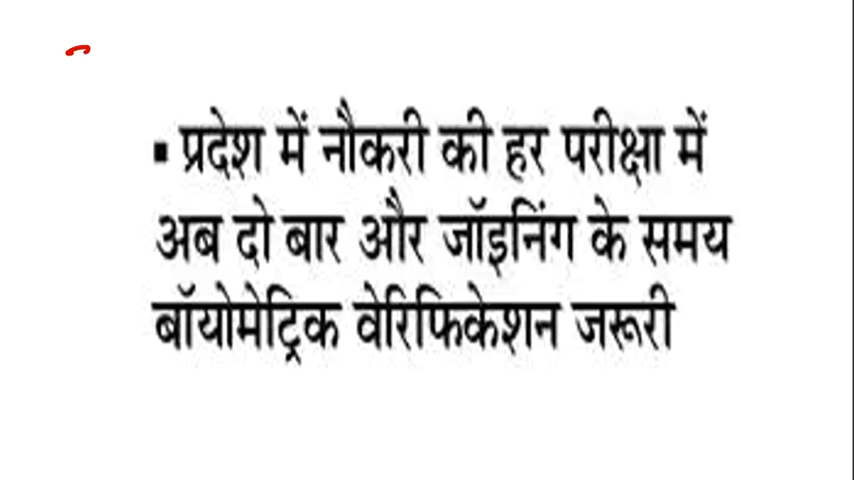 ▪ प्रदेश में नौकरी की हर परीक्षा में
अब दो बार और जॉइनिंग के समय
बॉयोमेट्रिक वेरिफिकेशन जरूरी